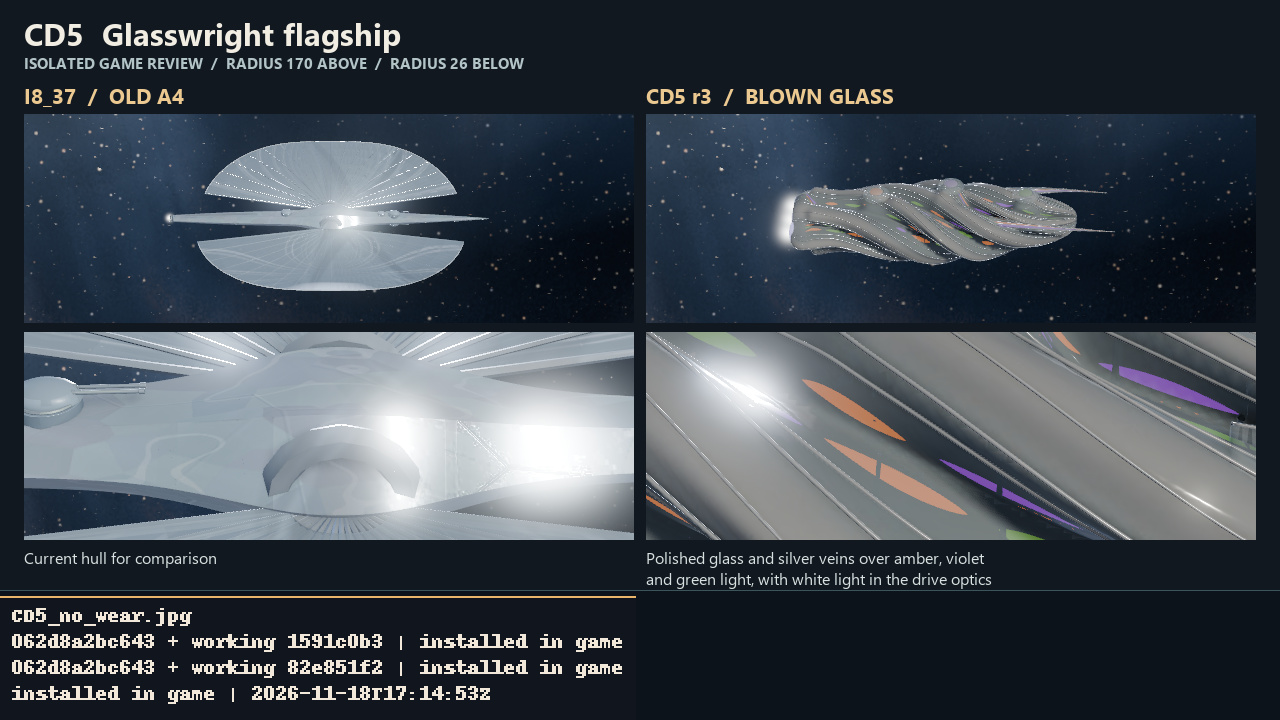 CD5 Glasswright flagship
ISOLATED GAME REVIEW / RADIUS 170 ABOVE / RADIUS 26 BELOW
I8_37 / OLD A4
CD5 r3 / BLOWN GLASS
Current hull for comparison
Polished glass and silver veins over amber, violet
and green light, with white light in the drive optics
CD5_no_wear.jpg
062d8a2bc643 + working 1591c0b3 | installed in game
062d8a2bc643 + working 82e851f2 | installed in game
installed in game | 2026-11-18T17:14:53Z